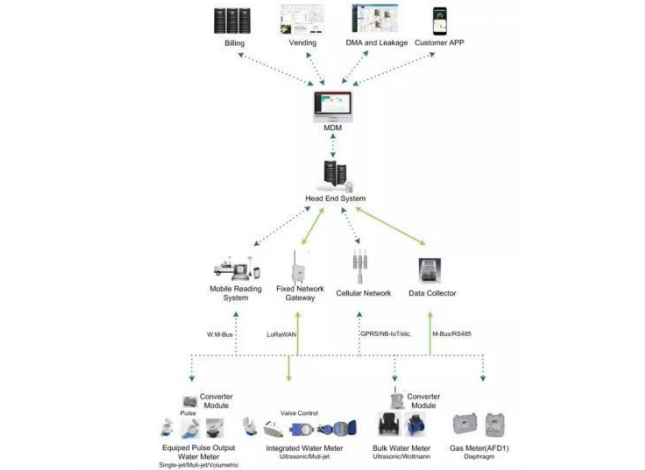 Billing
Vending
DMA and Leakage
Customer APP
MDM
Head End System
Mobile Reading
System
Fixed Network
Gateway
Cellular Network
Data Collector
W.M-Bus
LoRaWAN
GPRS/NB-IoT/etc.
M-Bus/RS485
Converter
Module
Pulse
Valve Control
Converter
Module
Equiped Pulse Output
Water Meter
Single-jet/Muti-jet/Volumetric
Integrated Water Meter
Ultrasonic/Muti-jet
Bulk Water Meter
Ultrasonic/Woltmann
Gas Meter(AFD1)
Diaphragm